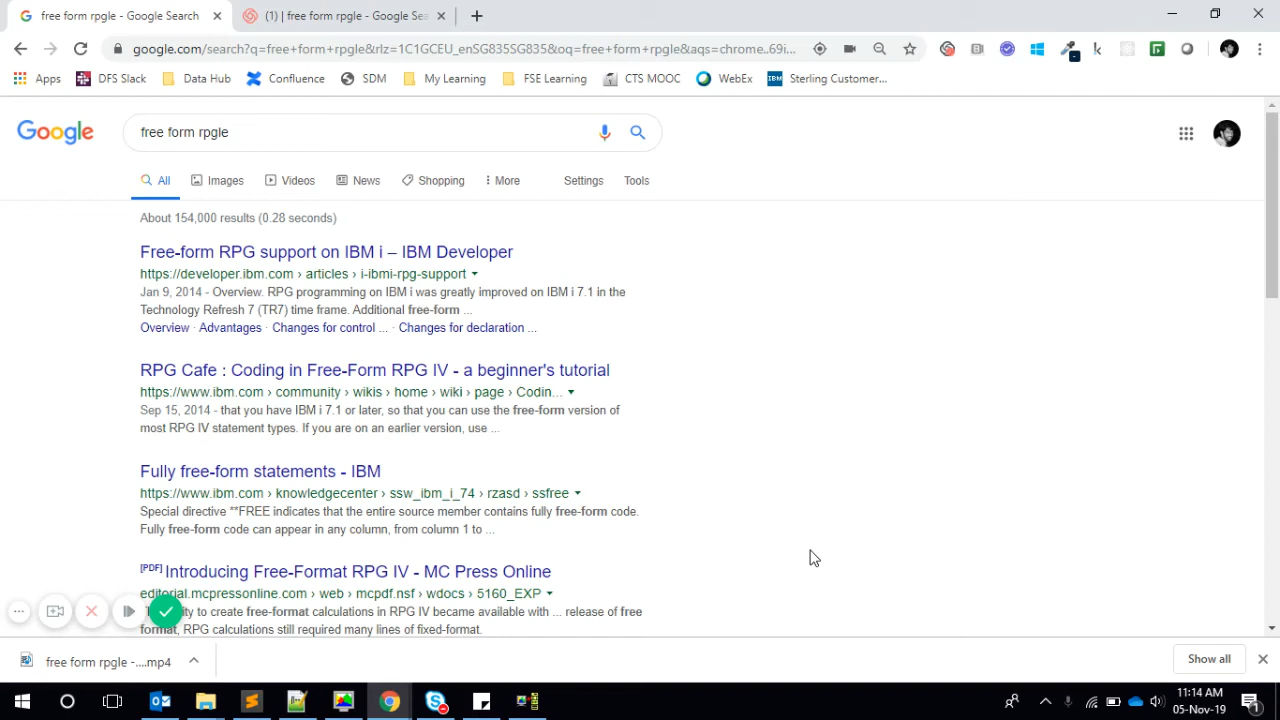 free form rpgle - Google Search
(1) | free form rpgle - Google Sea
google.com/search?q=free+form+rpgle&rlz=1C1GCEU_enSG835SG835&oq=free+form+rpgle&aqs=chrome..69i...
Apps
DFS Slack
Data Hub
Confluence
SDM
My Learning
FSE Learning
CTS MOOC
WebEx
IBM
Sterling Customer...
Google
free form rpgle
All
Images
Videos
News
Shopping
More
Settings
Tools
About 154,000 results (0.28 seconds)
Free-form RPG support on IBM i – IBM Developer
https://developer.ibm.com › articles › i-ibmi-rpg-support
Jan 9, 2014 - Overview. RPG programming on IBM i was greatly improved on IBM i 7.1 in the
Technology Refresh 7 (TR7) time frame. Additional free-form ...
Overview · Advantages · Changes for control ... · Changes for declaration ...
RPG Cafe : Coding in Free-Form RPG IV - a beginner's tutorial
https://www.ibm.com › community › wikis › home › wiki › page › Codin...
Sep 15, 2014 - that you have IBM i 7.1 or later, so that you can use the free-form version of
most RPG IV statement types. If you are on an earlier version, use ...
Fully free-form statements - IBM
https://www.ibm.com › knowledgecenter › ssw_ibm_i_74 › rzasd › ssfree
Special directive **FREE indicates that the entire source member contains fully free-form code.
Fully free-form code can appear in any column, from column 1 to ...
[PDF] Introducing Free-Format RPG IV - MC Press Online
editorial.mcpressonline.com › web › mcpdf.nsf › wdocs › 5160_EXP
ity to create free-format calculations in RPG IV became available with ... release of free
format, RPG calculations still required many lines of fixed-format.
free form rpgle -....mp4
Show all
11:14 AM
05-Nov-19